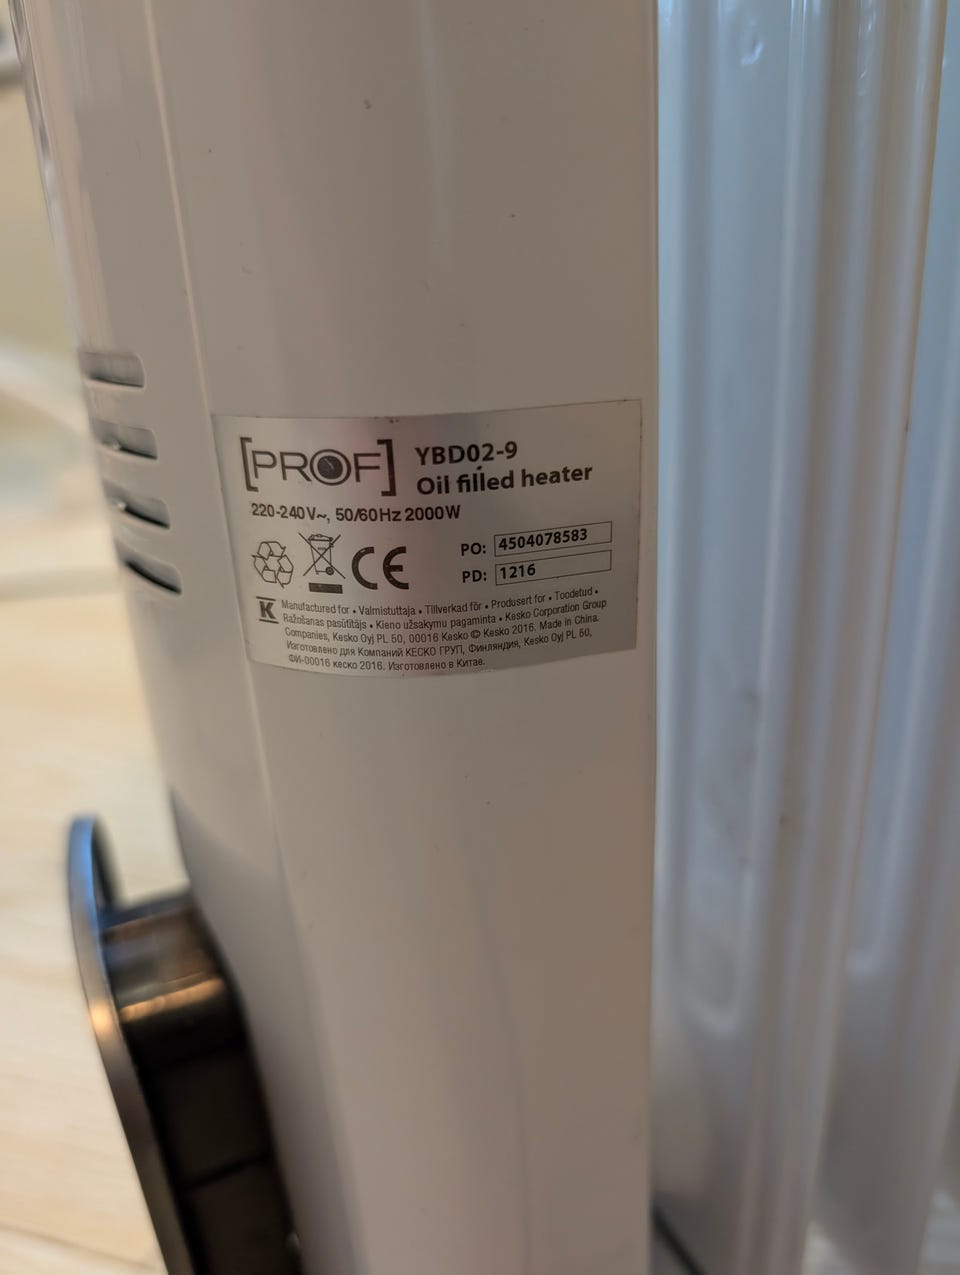 [PROF]
YBD02-9
Oil filled heater
220-240V~, 50/60Hz 2000W
CE
PO: 4504078583
PD: 1216
K
Manufactured for • Valmistuttaja • Tillverkad för • Produsert for • Toodetud •
Ražošanas pasūtītājs • Kieno užsakymu pagaminta • Kesko Corporation Group
Companies, Kesko Oyj PL 50, 00016 Kesko © Kesko 2016. Made in China.
Изготовлено для Компаний КЕСКО ГРУП, Финляндия, Kesko Oyj PL 50,
ФИ-00016 кеско 2016. Изготовлено в Китае.